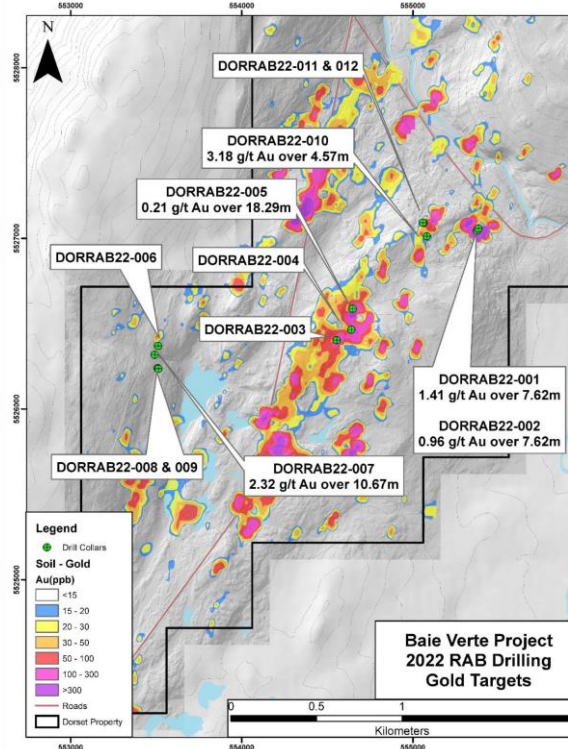 553000
554000
555000
N
5528000
5527000
5526000
5525000
DORRAB22-011 & 012
DORRAB22-010
3.18 g/t Au over 4.57m
DORRAB22-005
0.21 g/t Au over 18.29m
DORRAB22-006
DORRAB22-004
DORRAB22-003
DORRAB22-001
1.41 g/t Au over 7.62m
DORRAB22-002
0.96 g/t Au over 7.62m
DORRAB22-008 & 009
DORRAB22-007
2.32 g/t Au over 10.67m
Legend
Drill Collars
Soil - Gold
Au(ppb)
<15
15 - 20
20 - 30
30 - 50
50 - 100
100 - 300
>300
Roads
Dorset Property
Baie Verte Project
2022 RAB Drilling
Gold Targets
0 0.5 1
Kilometers
553000
554000
555000